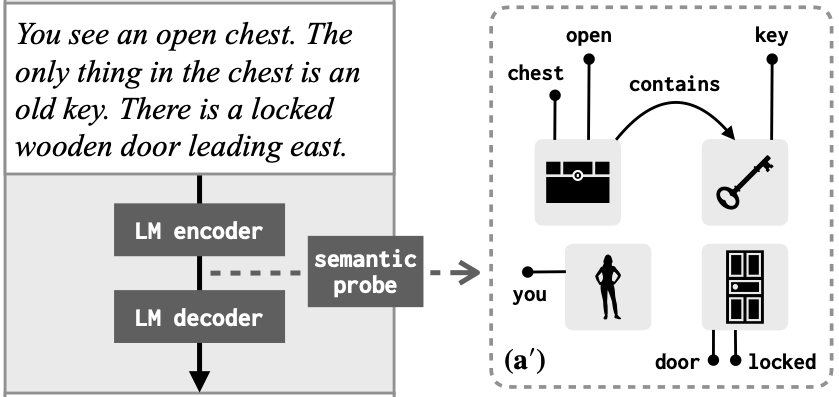 You see an open chest. The
only thing in the chest is an
old key. There is a locked
wooden door leading east.
LM encoder
semantic
probe
LM decoder
open
key
chest
contains
you
(a′)
door
locked